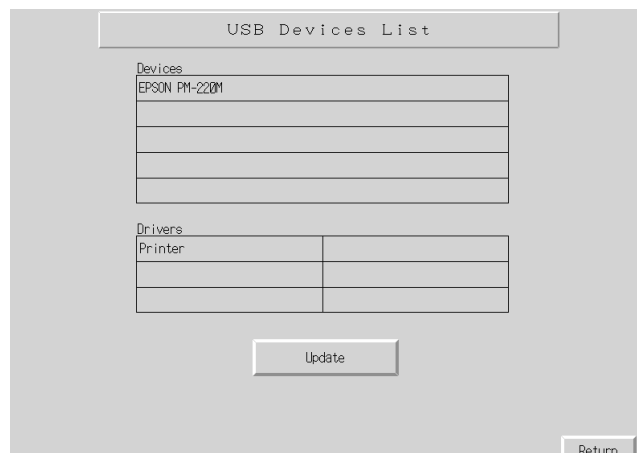 USB Devices List
Devices
EPSON PM-220M
Drivers
Printer
Update
Return